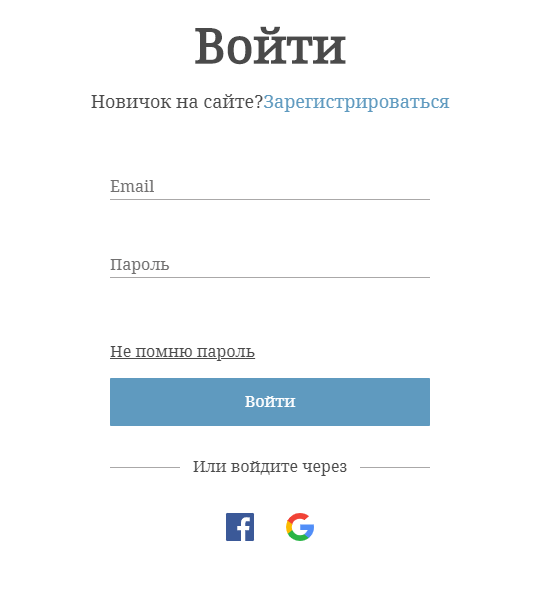 Войти
Новичок на сайте?Зарегистрироваться
Email
Пароль
Не помню пароль
Войти
Или войдите через